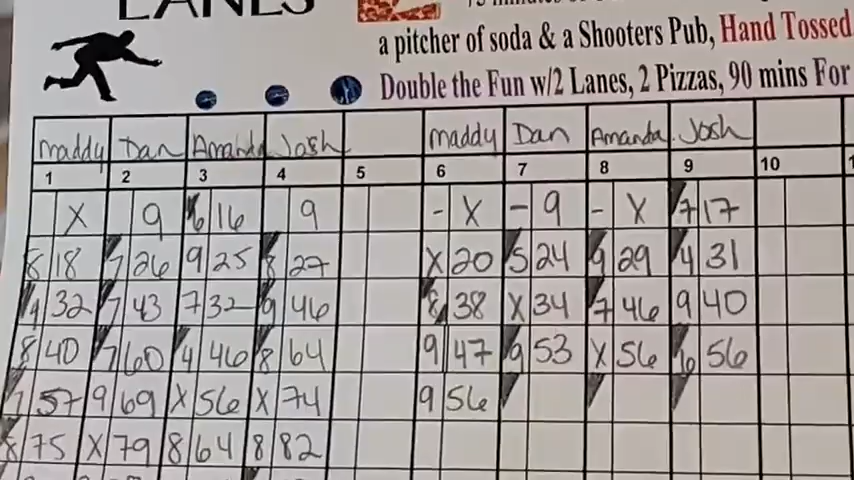 LANES
a pitcher of soda & a Shooters Pub, Hand Tossed
Double the Fun w/2 Lanes, 2 Pizzas, 90 mins For
maddy Dan Amanda Josh maddy Dan Amanda Josh
1 2 3 4 5 6 7 8 9 10
X 9 6 16 9 - X - 9 - X 7 17
8 18 7 26 9 25 8 27 X 20 5 24 9 29 4 31
9 32 7 43 7 32 9 46 8 38 X 34 7 46 9 40
8 40 7 60 4 46 8 64 9 47 9 53 X 56 6 56
7 57 9 69 X 56 X 74 9 56
8 75 X 79 8 64 8 82